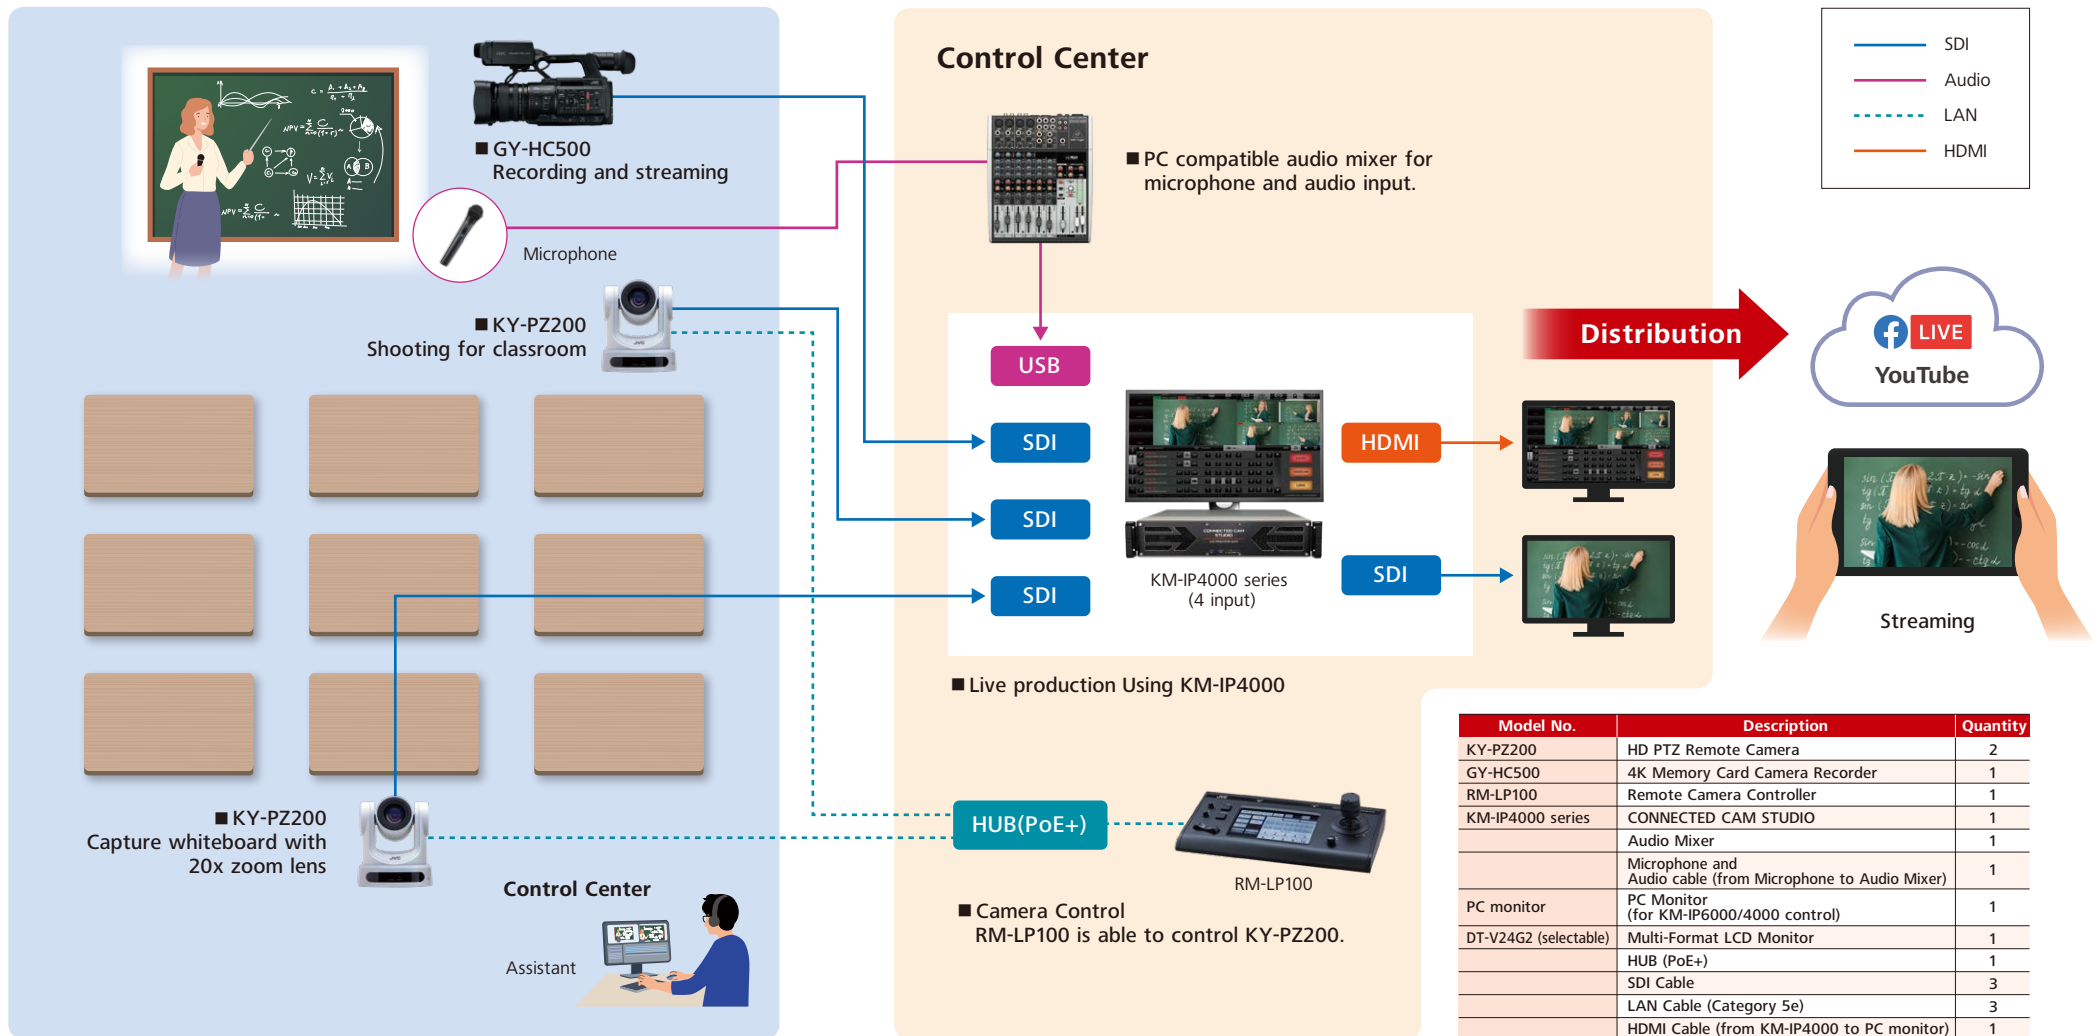 GY-HC500
Recording and streaming
Microphone
KY-PZ200
Shooting for classroom
KY-PZ200
Capture whiteboard with
20x zoom lens
Control Center
Assistant
Control Center
PC compatible audio mixer for
microphone and audio input.
USB
SDI
SDI
SDI
CONNECTED CAM
STUDIO
KM-IP4000 series
(4 input)
HDMI
SDI
Live production Using KM-IP4000
HUB(PoE+)
RM-LP100
Camera Control
RM-LP100 is able to control KY-PZ200.
SDI
Audio
LAN
HDMI
Distribution
LIVE
YouTube
Streaming
Model No. Description Quantity
KY-PZ200 HD PTZ Remote Camera 2
GY-HC500 4K Memory Card Camera Recorder 1
RM-LP100 Remote Camera Controller 1
KM-IP4000 series CONNECTED CAM STUDIO 1
Audio Mixer 1
Microphone and
Audio cable (from Microphone to Audio Mixer) 1
PC monitor PC Monitor
(for KM-IP6000/4000 control) 1
DT-V24G2 (selectable) Multi-Format LCD Monitor 1
HUB (PoE+) 1
SDI Cable 3
LAN Cable (Category 5e) 3
HDMI Cable (from KM-IP4000 to PC monitor) 1